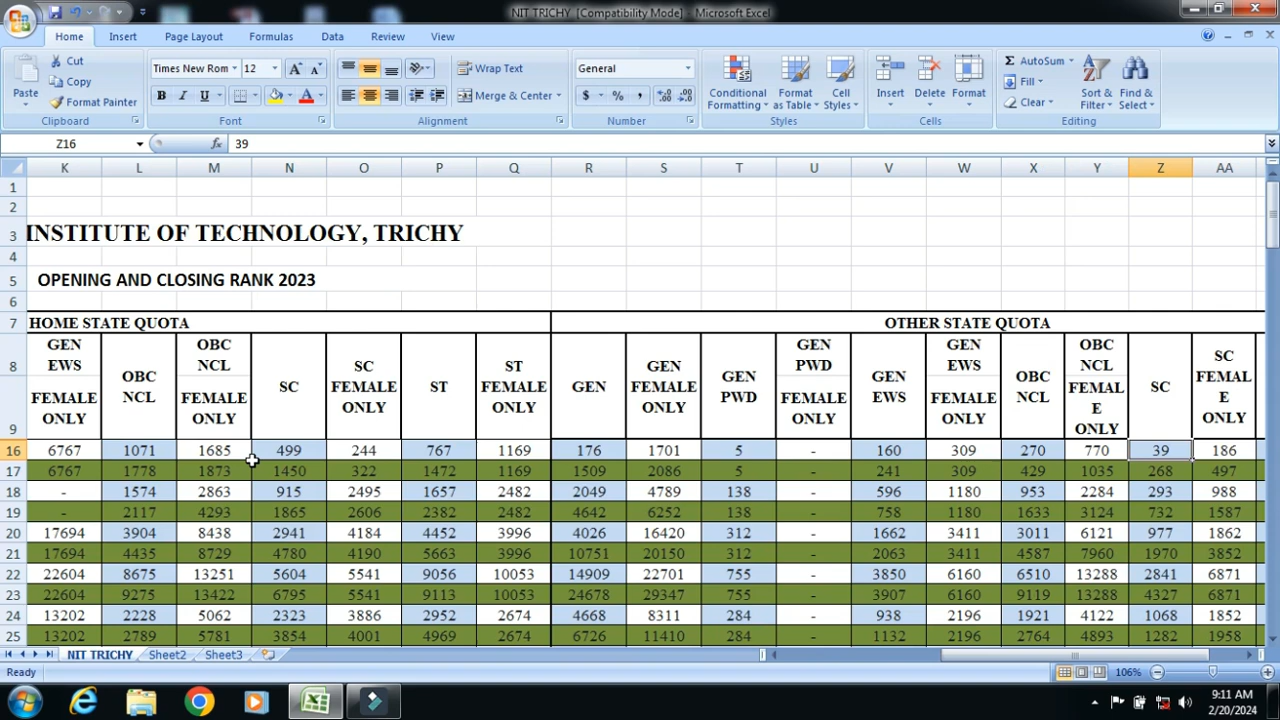 NIT TRICHY [Compatibility Mode] - Microsoft Excel
Home Insert Page Layout Formulas Data Review View
Cut
Copy
Format Painter
Paste
Clipboard
Times New Rom 12
B I U
Font
Wrap Text
Merge & Center
Alignment
General
$ % ,
Number
Conditional Formatting
Format as Table
Cell Styles
Styles
Insert Delete Format
Cells
AutoSum
Fill
Clear
Sort & Filter
Find & Select
Editing
Z16 fx 39
K L M N O P Q R S T U V W X Y Z AA
1
2
3 INSTITUTE OF TECHNOLOGY, TRICHY
4
5 OPENING AND CLOSING RANK 2023
6
7 HOME STATE QUOTA OTHER STATE QUOTA
8
9
GEN EWS FEMALE ONLY
OBC NCL
OBC NCL FEMALE ONLY
SC
SC FEMALE ONLY
ST
ST FEMALE ONLY
GEN
GEN FEMALE ONLY
GEN PWD
GEN PWD FEMALE ONLY
GEN EWS
GEN EWS FEMALE ONLY
OBC NCL
OBC NCL FEMAL E ONLY
SC
SC FEMAL E ONLY
16 6767 1071 1685 499 244 767 1169 176 1701 5 - 160 309 270 770 39 186
17 6767 1778 1873 1450 322 1472 1169 1509 2086 5 - 241 309 429 1035 268 497
18 - 1574 2863 915 2495 1657 2482 2049 4789 138 - 596 1180 953 2284 293 988
19 - 2117 4293 1865 2606 2382 2482 4642 6252 138 - 758 1180 1633 3124 732 1587
20 17694 3904 8438 2941 4184 4452 3996 4026 16420 312 - 1662 3411 3011 6121 977 1862
21 17694 4435 8729 4780 4190 5663 3996 10751 20150 312 - 2063 3411 4587 7960 1970 3852
22 22604 8675 13251 5604 5541 9056 10053 14909 22701 755 - 3850 6160 6510 13288 2841 6871
23 22604 9275 13422 6795 5541 9113 10053 24678 29347 755 - 3907 6160 9119 13288 4327 6871
24 13202 2228 5062 2323 3886 2952 2674 4668 8311 284 - 938 2196 1921 4122 1068 1852
25 13202 2789 5781 3854 4001 4969 2674 6726 11410 284 - 1132 2196 2764 4893 1282 1958
NIT TRICHY Sheet2 Sheet3
Ready 106%
9:11 AM
2/20/2024